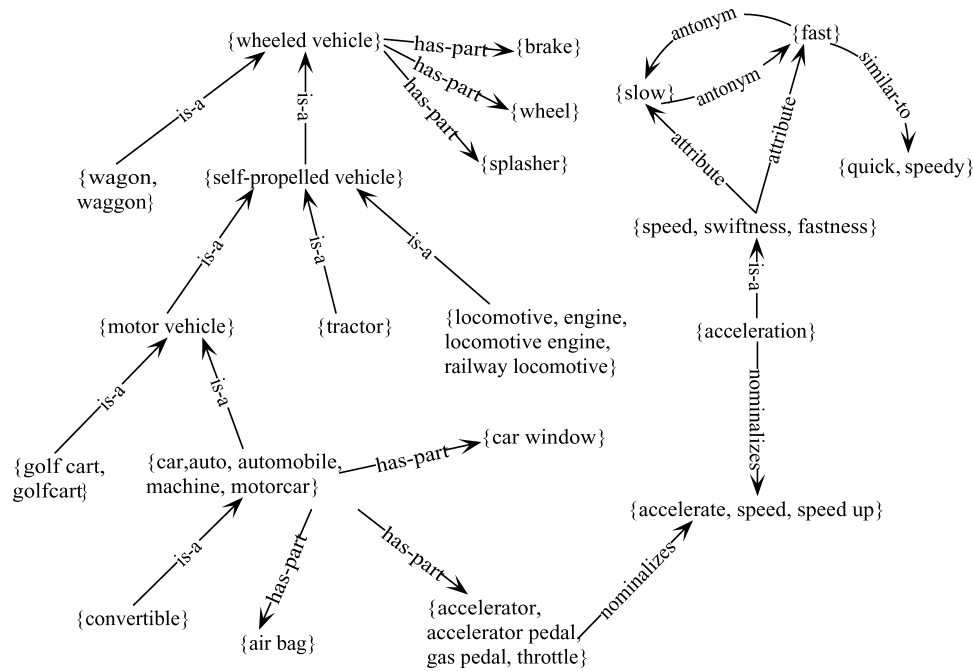 {wheeled vehicle}
has-part
{brake}
has-part
{wheel}
has-part
{splasher}
is-a
is-a
{wagon,
waggon}
{self-propelled vehicle}
is-a
is-a
is-a
{motor vehicle}
{tractor}
{locomotive, engine,
locomotive engine,
railway locomotive}
is-a
is-a
{golf cart,
golfcart}
{car,auto, automobile,
machine, motorcar}
has-part
{car window}
is-a
has-part
has-part
{convertible}
{air bag}
{accelerator,
accelerator pedal,
gas pedal, throttle}
nominalizes
antonym
{fast}
{slow}
antonym
similar-to
{quick, speedy}
attribute
attribute
{speed, swiftness, fastness}
is-a
{acceleration}
nominalizes
{accelerate, speed, speed up}